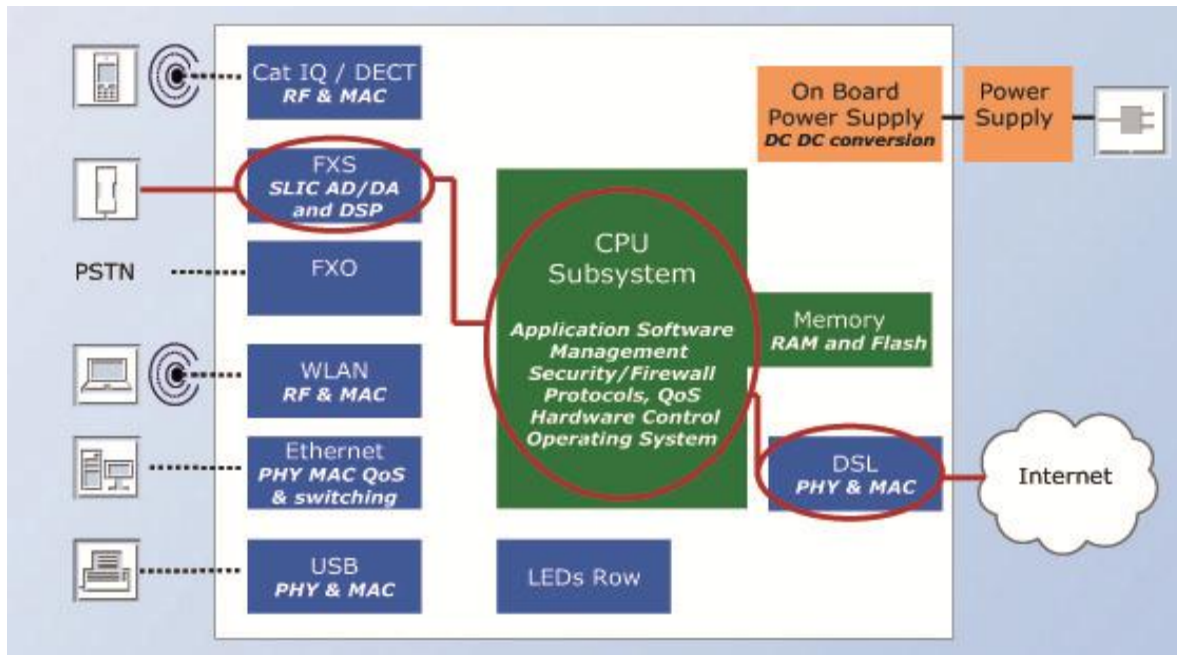 Cat IQ / DECT
RF & MAC
FXS
SLIC AD/DA
and DSP
PSTN
FXO
WLAN
RF & MAC
Ethernet
PHY MAC QoS
& switching
USB
PHY & MAC
CPU
Subsystem
Application Software
Management
Security/Firewall
Protocols, QoS
Hardware Control
Operating System
LEDs Row
On Board
Power Supply
DC DC conversion
Power
Supply
Memory
RAM and Flash
DSL
PHY & MAC
Internet